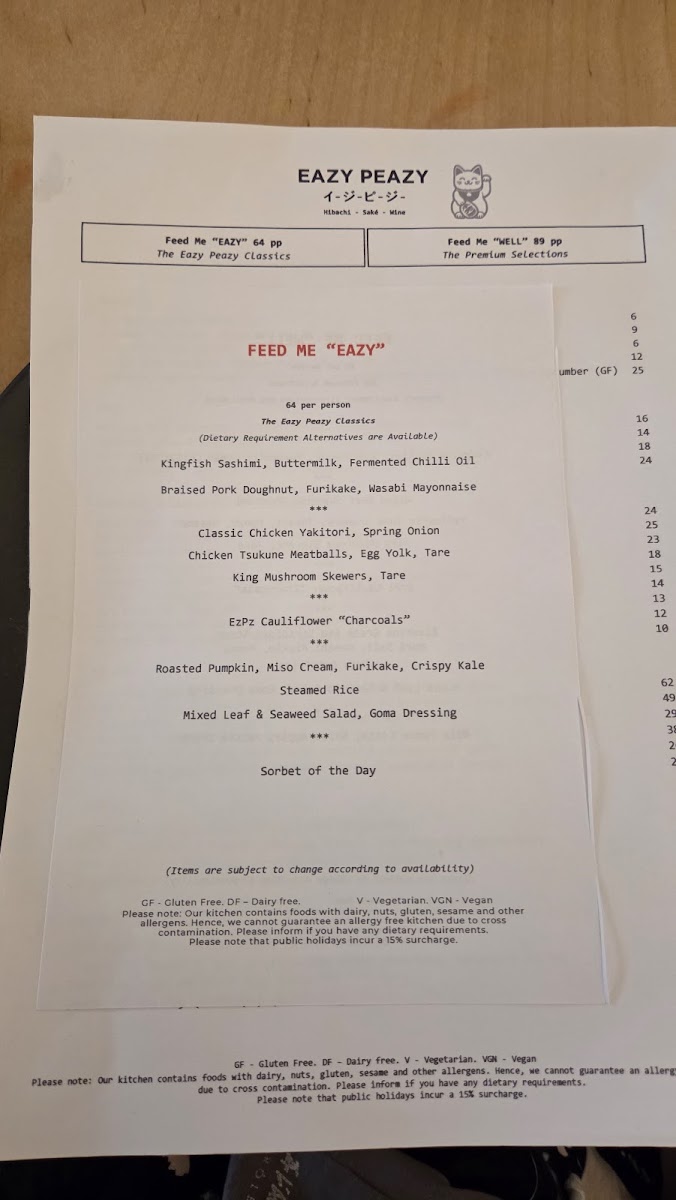 EAZY PEAZY
イ-ジ-ピ-ジ-
Hibachi - Saké - Wine
Feed Me "EAZY" 64 pp
The Eazy Peazy Classics
Feed Me "WELL" 89 pp
The Premium Selections
FEED ME “EAZY”
64 per person
The Eazy Peazy Classics
(Dietary Requirement Alternatives are Available)
Kingfish Sashimi, Buttermilk, Fermented Chilli Oil
Braised Pork Doughnut, Furikake, Wasabi Mayonnaise
***
Classic Chicken Yakitori, Spring Onion
Chicken Tsukune Meatballs, Egg Yolk, Tare
King Mushroom Skewers, Tare
***
EzPz Cauliflower “Charcoals”
***
Roasted Pumpkin, Miso Cream, Furikake, Crispy Kale
Steamed Rice
Mixed Leaf & Seaweed Salad, Goma Dressing
***
Sorbet of the Day
(Items are subject to change according to availability)
GF - Gluten Free. DF – Dairy free. V - Vegetarian. VGN - Vegan
Please note: Our kitchen contains foods with dairy, nuts, gluten, sesame and other
allergens. Hence, we cannot guarantee an allergy free kitchen due to cross
contamination. Please inform if you have any dietary requirements.
Please note that public holidays incur a 15% surcharge.
6
9
6
12
umber (GF) 25
16
14
18
24
24
25
23
18
15
14
13
12
10
62
49
29
GF - Gluten Free. DF - Dairy free. V - Vegetarian. VGN - Vegan
Please note: Our kitchen contains foods with dairy, nuts, gluten, sesame and other allergens. Hence, we cannot guarantee an allerg
due to cross contamination. Please inform if you have any dietary requirements.
Please note that public holidays incur a 15% surcharge.